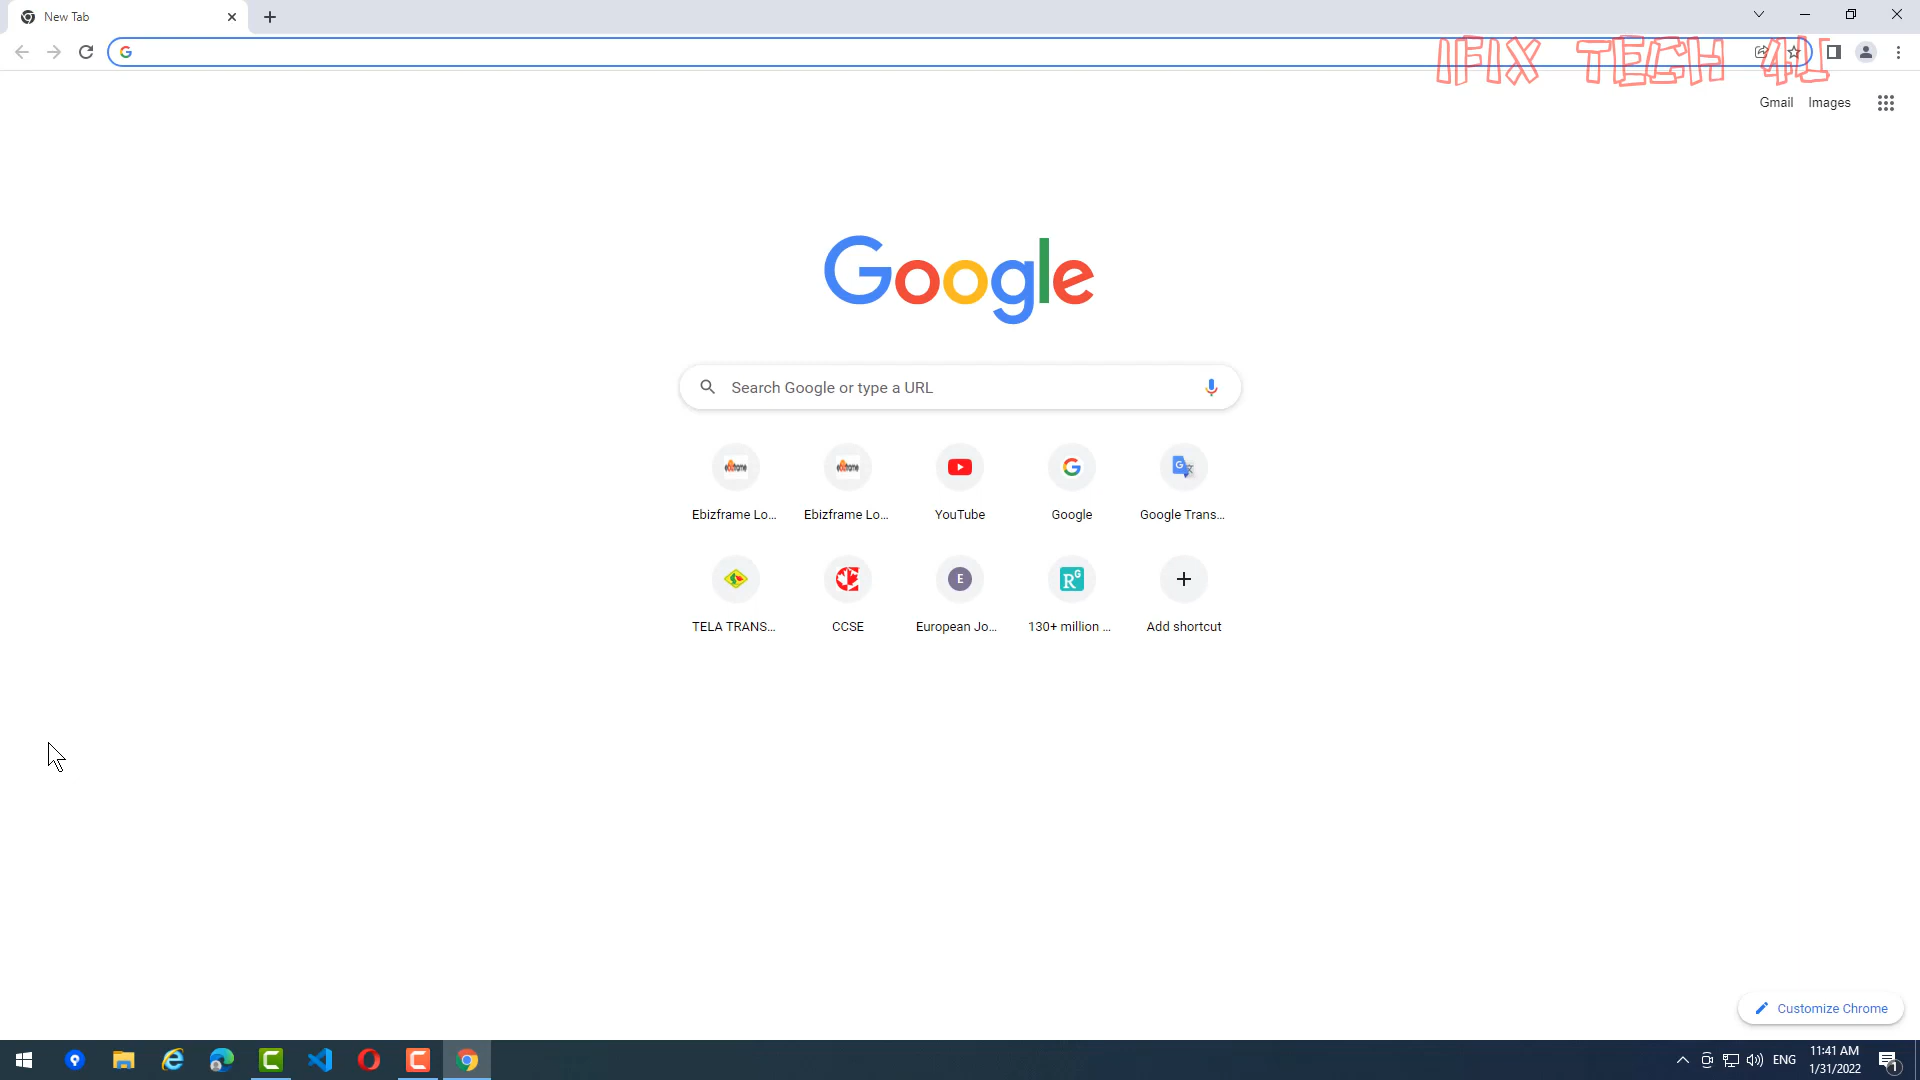 New Tab
IFIX TECH 4U
Gmail Images
Google
Search Google or type a URL
Ebizframe Lo... Ebizframe Lo... YouTube Google Google Trans...
TELA TRANS... CCSE European Jo... 130+ million ... Add shortcut
Customize Chrome
ENG 11:41 AM
1/31/2022